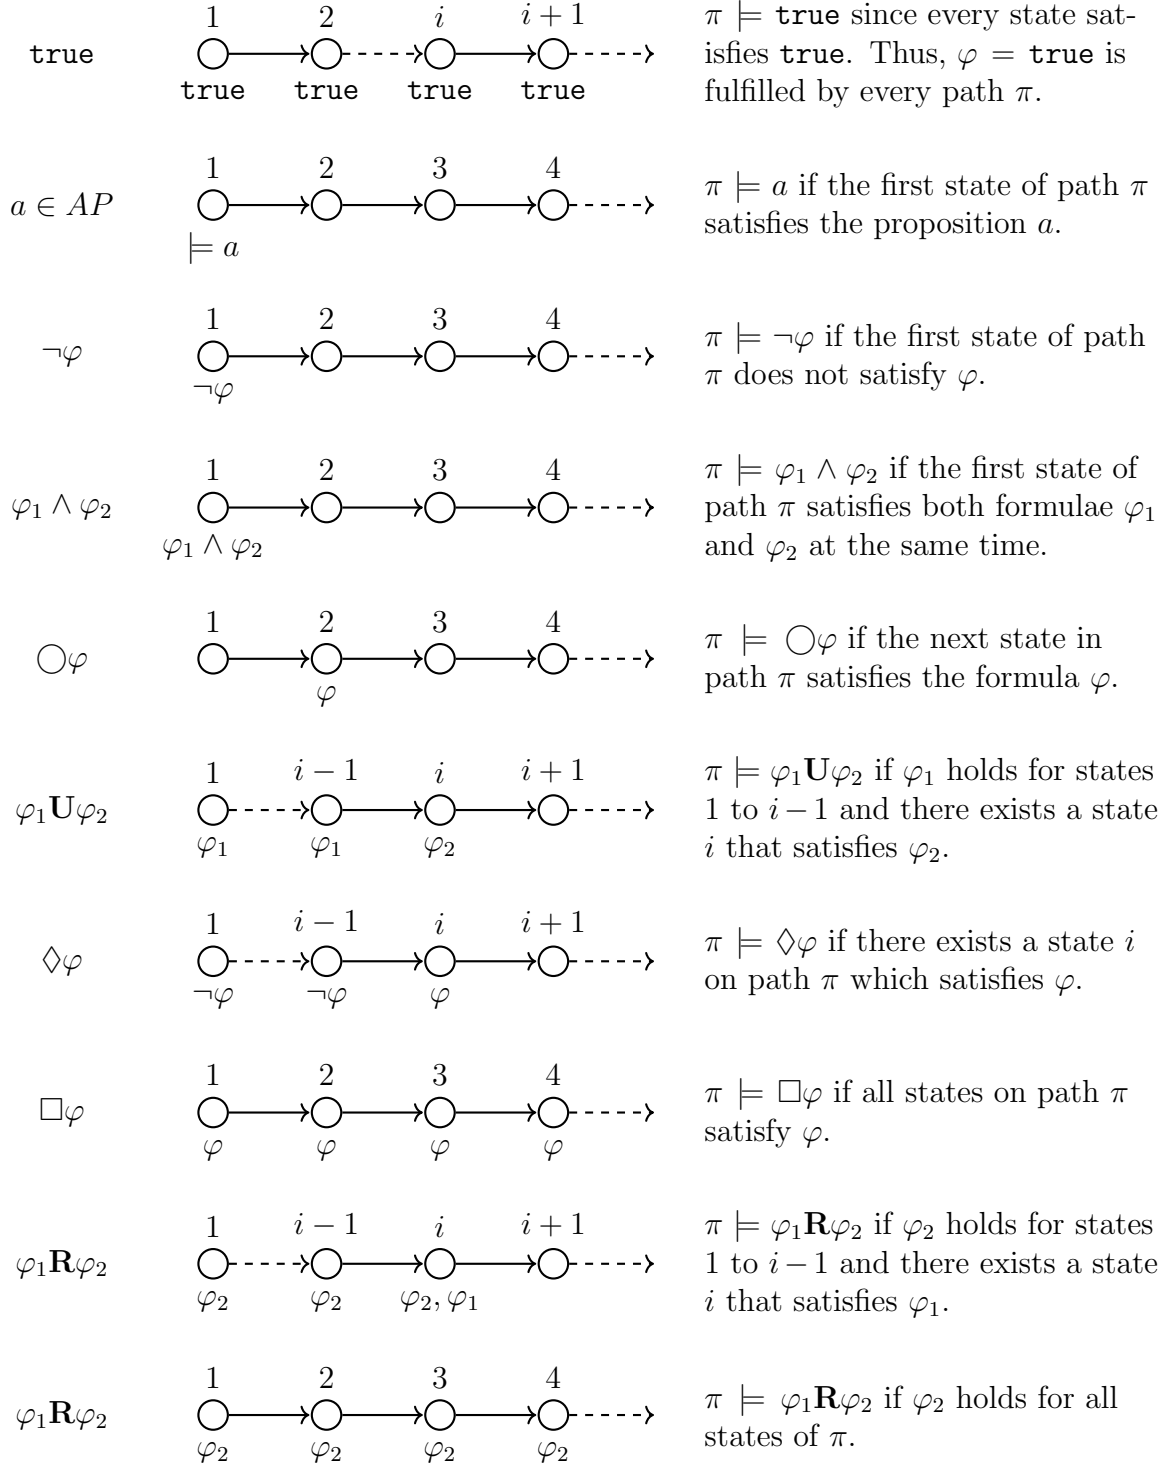 1 2 i i + 1
true
π ⊨ true since every state sat-
isfies true. Thus, φ = true is
fulfilled by every path π.
true true true true
1 2 3 4
a ∈ AP
π ⊨ a if the first state of path π
satisfies the proposition a.
⊨ a
1 2 3 4
¬φ
π ⊨ ¬φ if the first state of path
π does not satisfy φ.
¬φ
1 2 3 4
φ₁ ∧ φ₂
π ⊨ φ₁ ∧ φ₂ if the first state of
path π satisfies both formulae φ₁
and φ₂ at the same time.
φ₁ ∧ φ₂
1 2 3 4
◯φ
π ⊨ ◯φ if the next state in
path π satisfies the formula φ.
φ
1 i − 1 i i + 1
φ₁Uφ₂
π ⊨ φ₁Uφ₂ if φ₁ holds for states
1 to i − 1 and there exists a state
i that satisfies φ₂.
φ₁ φ₁ φ₂
1 i − 1 i i + 1
◊φ
π ⊨ ◊φ if there exists a state i
on path π which satisfies φ.
¬φ ¬φ φ
1 2 3 4
□φ
π ⊨ □φ if all states on path π
satisfy φ.
φ φ φ φ
1 i − 1 i i + 1
φ₁Rφ₂
π ⊨ φ₁Rφ₂ if φ₂ holds for states
1 to i − 1 and there exists a state
i that satisfies φ₁.
φ₂ φ₂ φ₂, φ₁
1 2 3 4
φ₁Rφ₂
π ⊨ φ₁Rφ₂ if φ₂ holds for all
states of π.
φ₂ φ₂ φ₂ φ₂